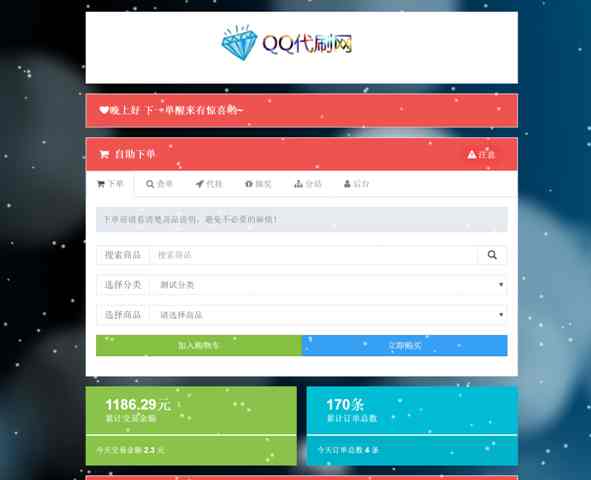 QQ代刷网
晚上好 下一单醒来有惊喜哟~
自助下单
注意
下单
查单
代挂
抽奖
分站
后台
下单前请看清楚商品说明，避免不必要的麻烦！
搜索商品 搜索商品
选择分类 测试分类
选择商品 请选择商品
加入购物车
立即购买
1186.29元
累计交易金额
今天交易金额 2.3 元
170条
累计订单总数
今天订单总数 4 条